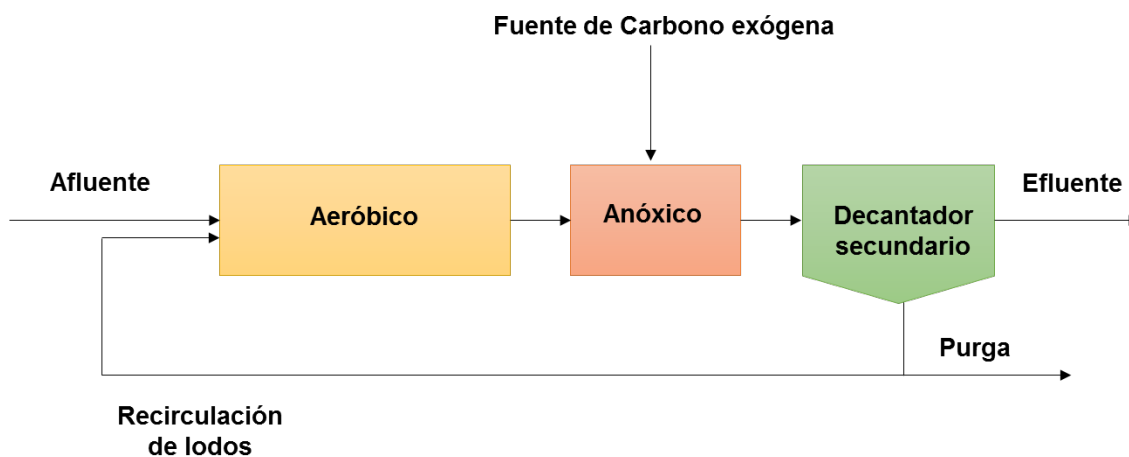 Fuente de Carbono exógena
Afluente
Aeróbico
Anóxico
Decantador
secundario
Efluente
Purga
Recirculación
de lodos